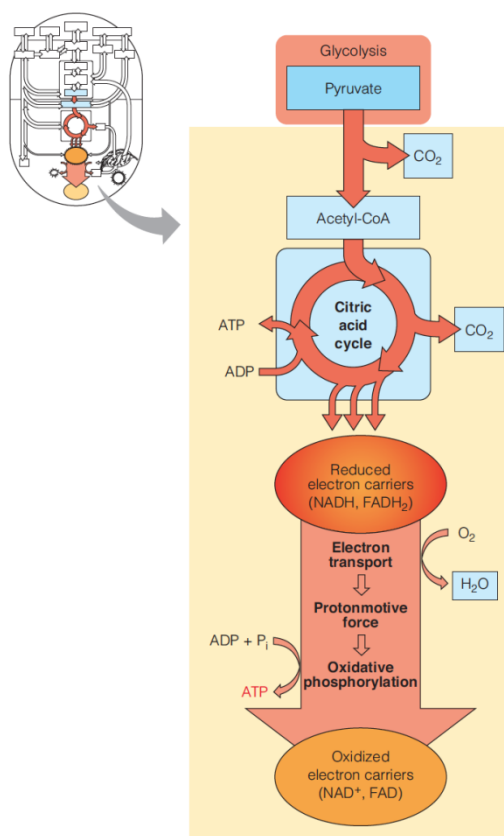 Glycolysis
Pyruvate
CO₂
Acetyl-CoA
Citric
acid
cycle
ATP
ADP
CO₂
Reduced
electron carriers
(NADH, FADH₂)
Electron
transport
O₂
H₂O
Protonmotive
force
ADP + Pᵢ
ATP
Oxidative
phosphorylation
Oxidized
electron carriers
(NAD⁺, FAD)